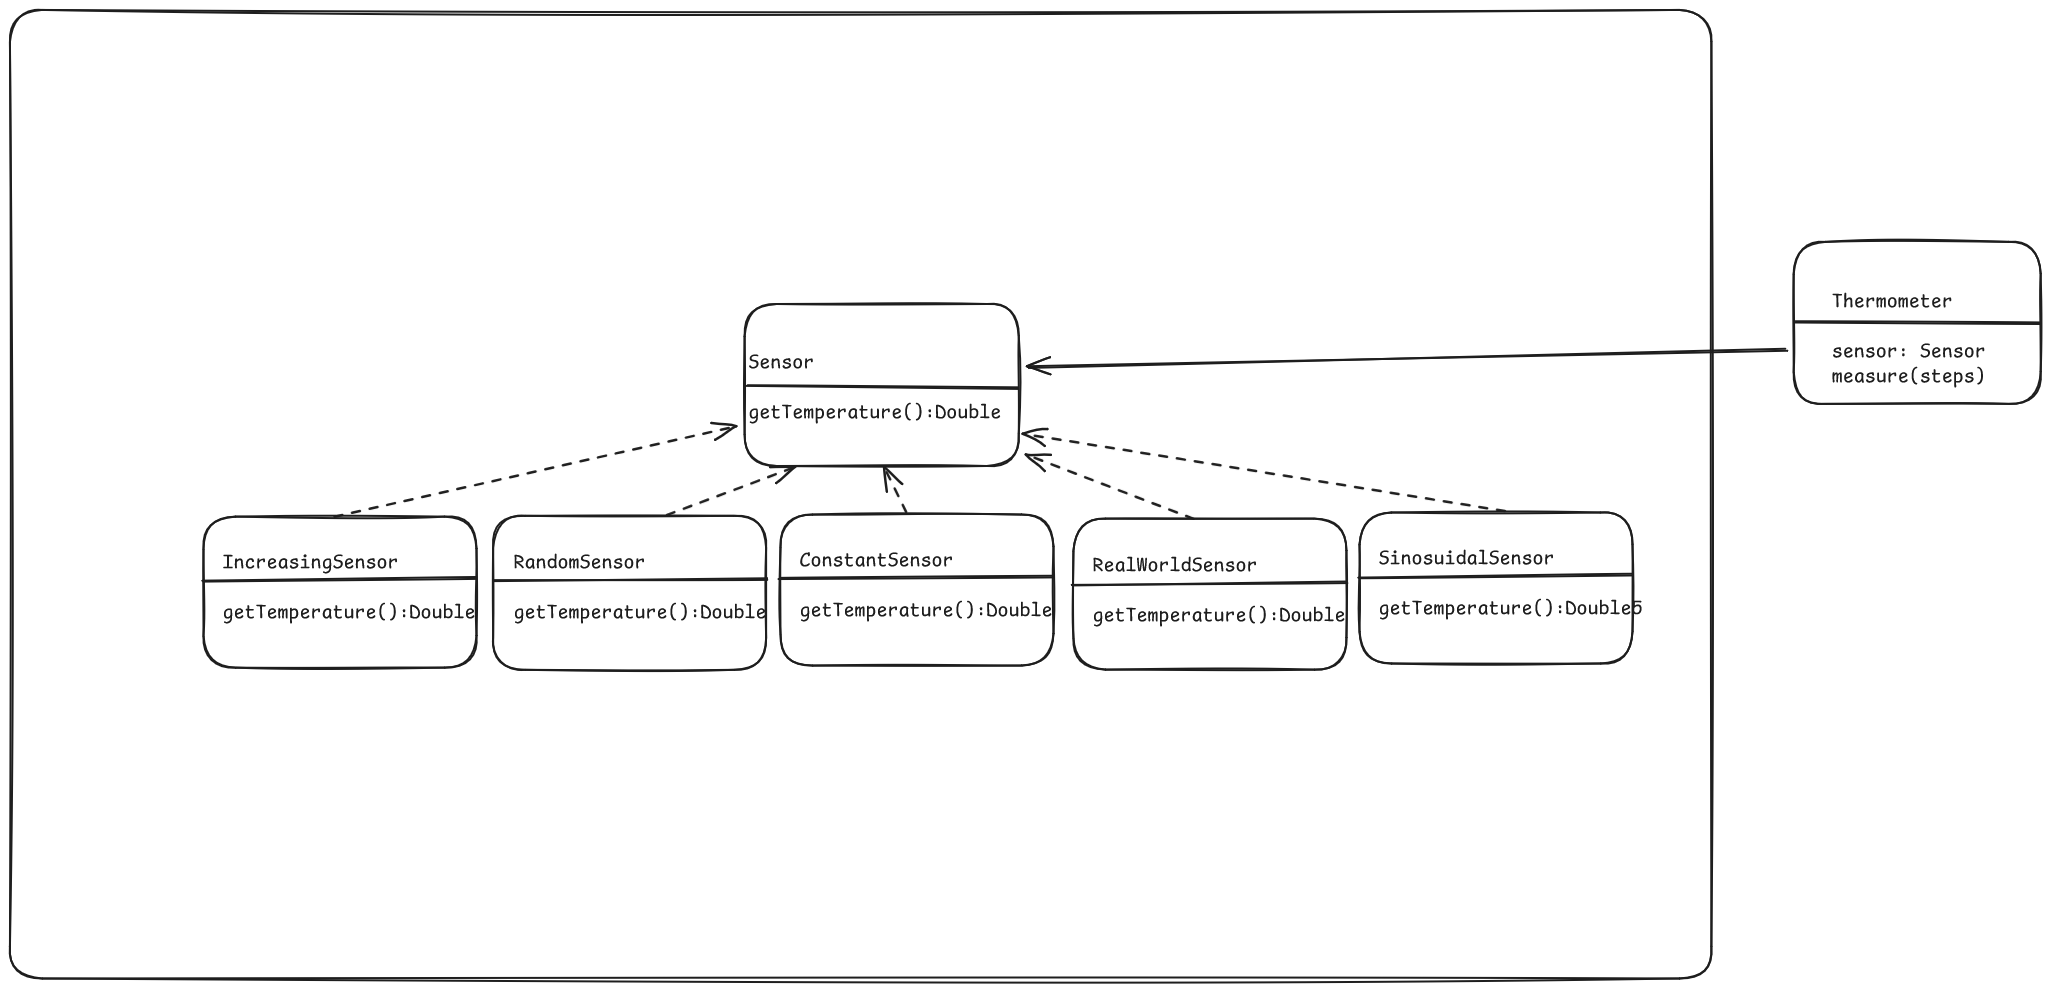 Thermometer
sensor: Sensor
measure(steps)
Sensor
getTemperature():Double
IncreasingSensor
getTemperature():Double
RandomSensor
getTemperature():Double
ConstantSensor
getTemperature():Double
RealWorldSensor
getTemperature():Double
SinosuidalSensor
getTemperature():Double5